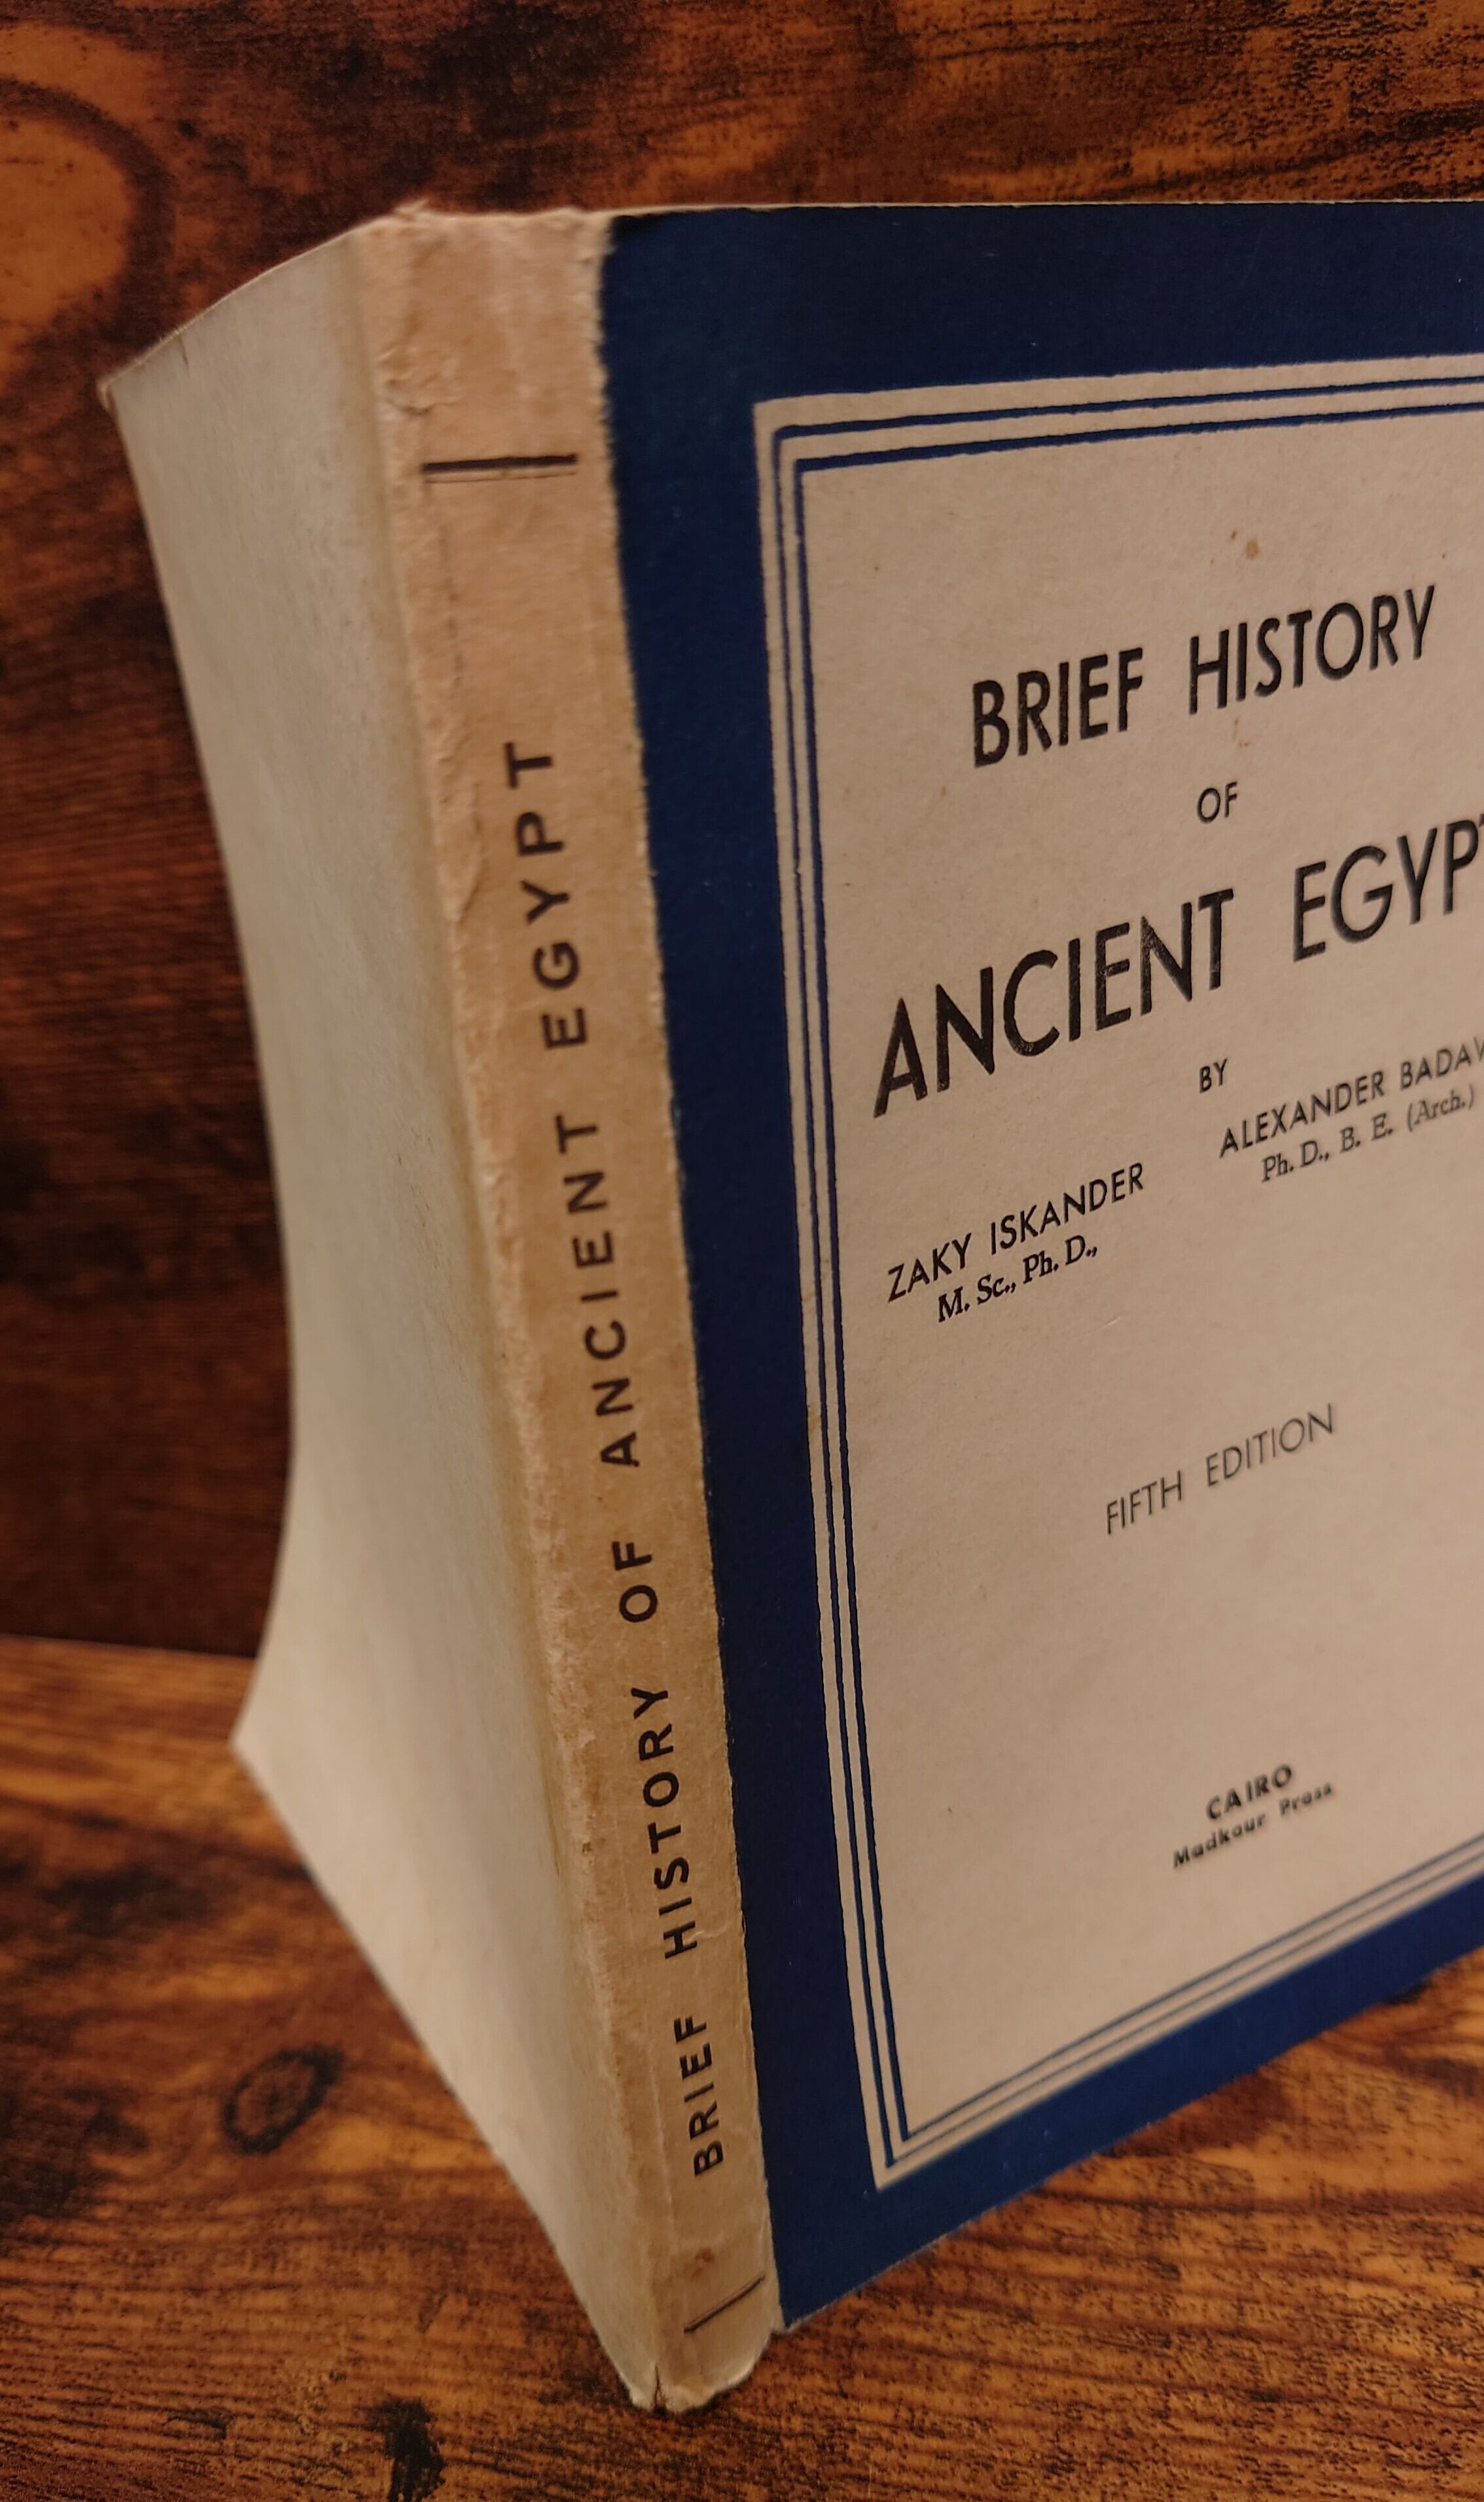 BRIEF HISTORY OF ANCIENT EGYPT
BRIEF HISTORY
OF
ANCIENT EGYPT
BY
ZAKY ISKANDER
M. Sc., Ph. D.,
ALEXANDER BADAW
Ph. D., B. E. (Arch.)
FIFTH EDITION
CAIRO
Madkour Press